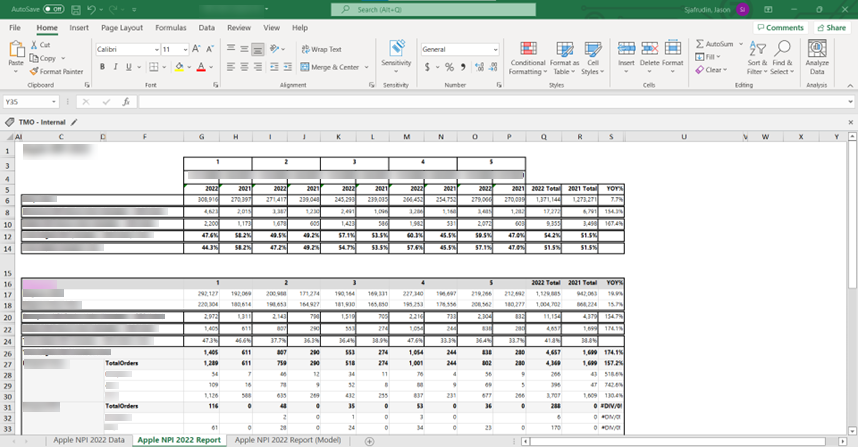 AutoSave Off Search (Alt+Q) Sjafrudin, Jason SJ
File Home Insert Page Layout Formulas Data Review View Help Comments Share
Paste Cut Copy Format Painter Calibri 11 Wrap Text Merge & Center Sensitivity General Conditional Formatting Format as Table Cell Styles Insert Delete Format AutoSum Fill Clear Sort & Filter Find & Select Analyze Data
Clipboard Font Alignment Sensitivity Number Styles Cells Editing Analysis
Y35 fx
TMO - Internal
C D F G H I J K L M N O P Q R S U V W X Y
1
3 1 2 3 4 5
4
5 2022 2021 2022 2021 2022 2021 2022 2021 2022 2021 2022 Total 2021 Total YOY%
6 308,916 270,397 271,417 239,048 245,293 239,035 266,452 254,752 279,066 270,039 1,371,144 1,273,271 7.7%
8 4,623 2,015 3,387 1,230 2,491 1,096 3,286 1,168 3,485 1,282 17,272 6,791 154.3%
10 2,200 1,173 1,678 605 1,423 586 1,982 531 2,072 603 9,355 3,498 167.4%
12 47.6% 58.2% 49.5% 49.2% 57.1% 53.5% 60.3% 45.5% 59.5% 47.0% 54.2% 51.5%
14 44.3% 58.2% 47.2% 49.2% 54.7% 53.5% 57.6% 45.5% 57.1% 47.0% 51.5% 51.5%
15
16 1 2 3 4 5 2022 Total 2021 Total YOY%
17 292,127 192,069 200,988 171,274 190,164 169,331 227,340 196,697 219,266 212,692 1,129,885 942,063 19.9%
18 220,304 180,614 198,653 164,927 181,930 165,850 195,253 176,556 208,562 180,277 1,004,702 868,224 15.7%
20 2,972 1,311 2,143 798 1,519 705 2,216 733 2,304 832 11,154 4,379 154.7%
22 1,405 611 807 290 553 274 1,054 244 838 280 4,657 1,699 174.1%
24 47.3% 46.6% 37.7% 36.3% 36.4% 38.9% 47.6% 33.3% 36.4% 33.7% 41.8% 38.8%
26 1,405 611 807 290 553 274 1,054 244 838 280 4,657 1,699 174.1%
27 TotalOrders 1,289 611 759 290 518 274 1,001 244 802 280 4,369 1,699 157.2%
28 54 7 46 12 34 11 76 4 56 9 266 43 518.6%
29 109 16 78 9 52 8 88 9 69 5 396 47 742.6%
30 1,126 588 635 269 432 255 837 231 677 266 3,707 1,609 130.4%
31 TotalOrders 116 0 48 0 35 0 53 0 36 0 288 0 #DIV/0!
32 2 0 1 0 3 0 6 0 #DIV/0!
33 61 0 28 0 24 0 34 0 23 0 170 0 #DIV/0!
Apple NPI 2022 Data Apple NPI 2022 Report Apple NPI 2022 Report (Model)